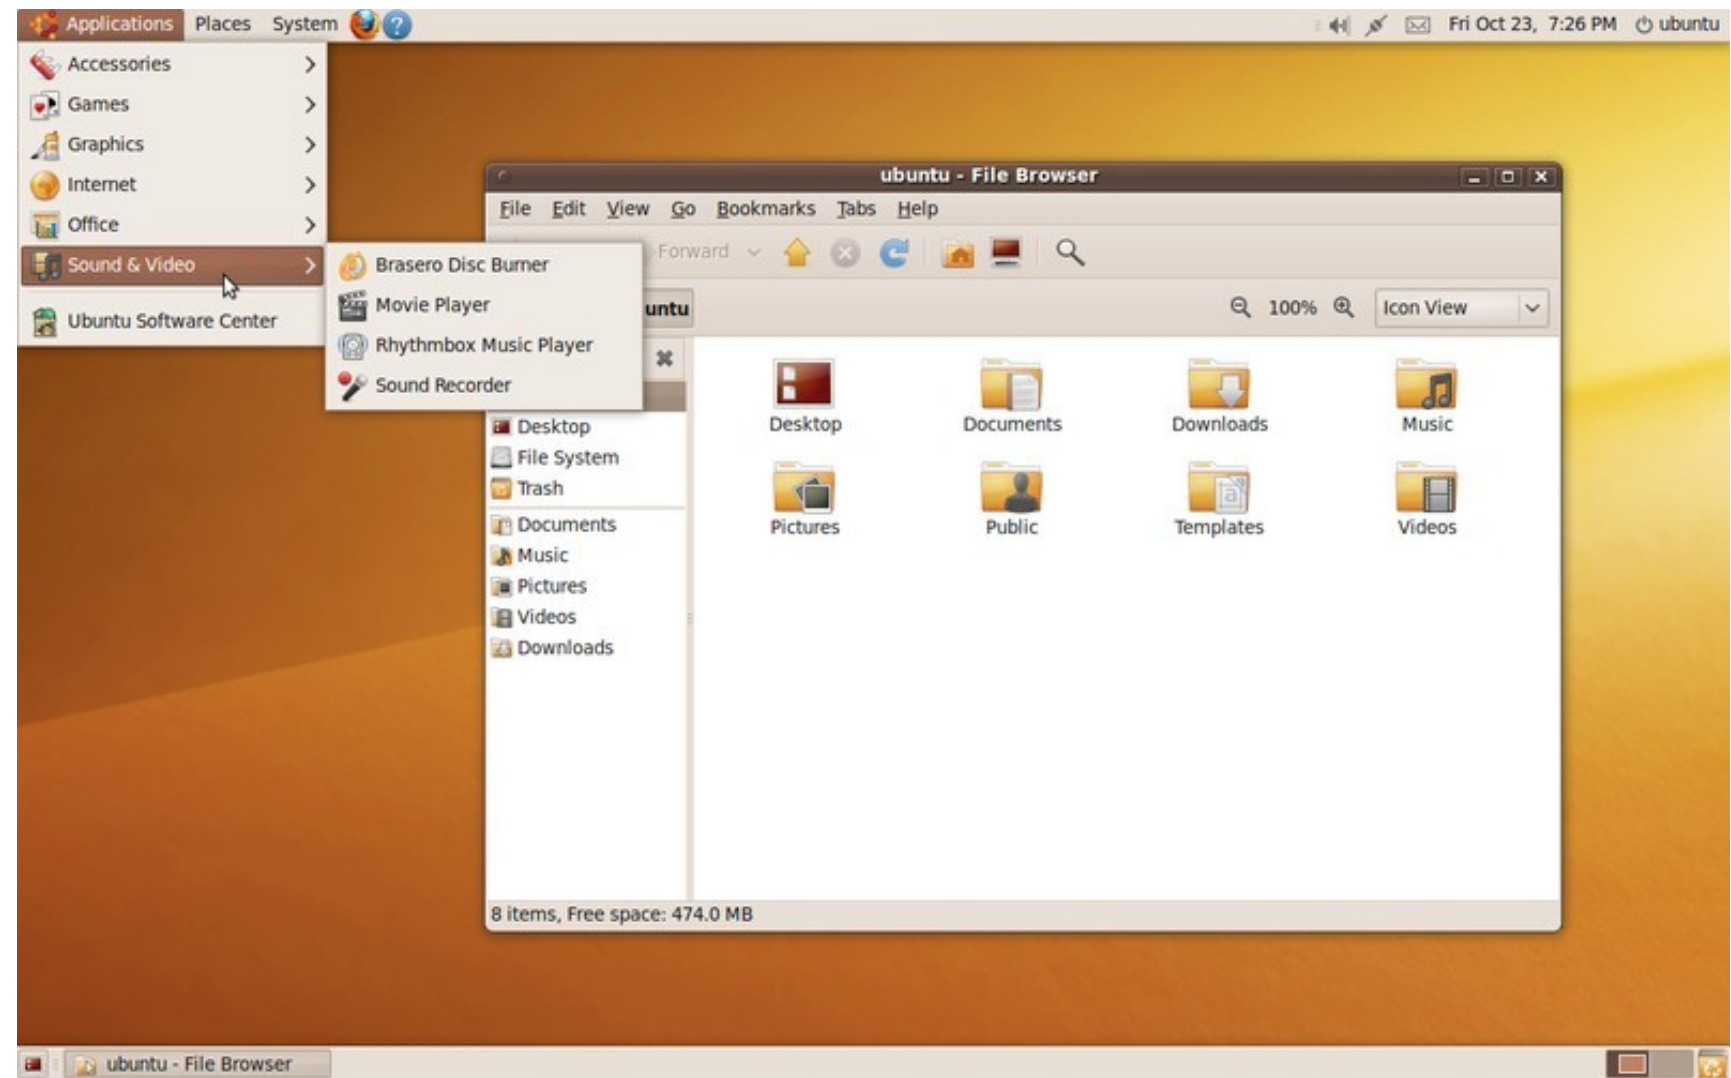 Applications Places System Fri Oct 23, 7:26 PM ubuntu
Accessories
Games
Graphics
Internet
Office
Sound & Video
Ubuntu Software Center
Brasero Disc Burner
Movie Player
Rhythmbox Music Player
Sound Recorder
ubuntu - File Browser
File Edit View Go Bookmarks Tabs Help
Forward
untu 100% Icon View
Desktop
File System
Trash
Documents
Music
Pictures
Videos
Downloads
Desktop Documents Downloads Music
Pictures Public Templates Videos
8 items, Free space: 474.0 MB
ubuntu - File Browser